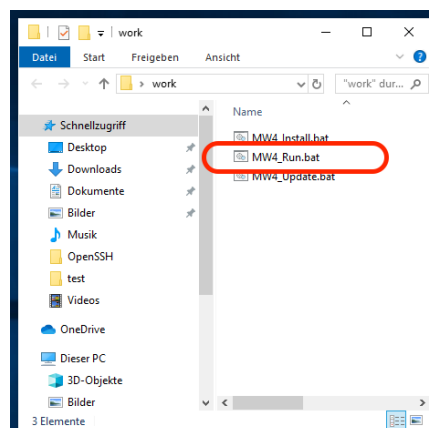 work
Datei Start Freigeben Ansicht
work "work" dur...
Schnellzugriff
Desktop
Downloads
Dokumente
Bilder
Musik
OpenSSH
test
Videos
OneDrive
Dieser PC
3D-Objekte
Bilder
Name
MW4_Install.bat
MW4_Run.bat
MW4_Update.bat
3 Elemente